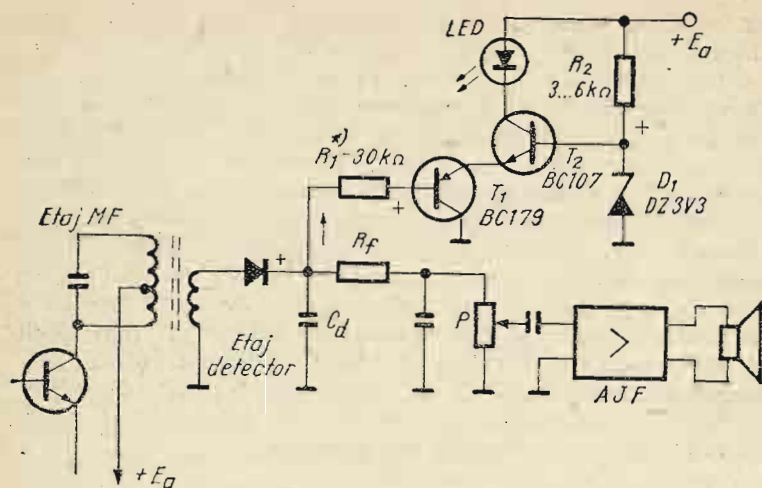 LED
+ Ea
R2
3...6kΩ
*)
R1-30kΩ
+
+
T2
BC107
T1
BC179
D1
DZ3V3
Etaj MF
+
Rf
Cd
P
Etaj
detector
>
AJF
+ Ea